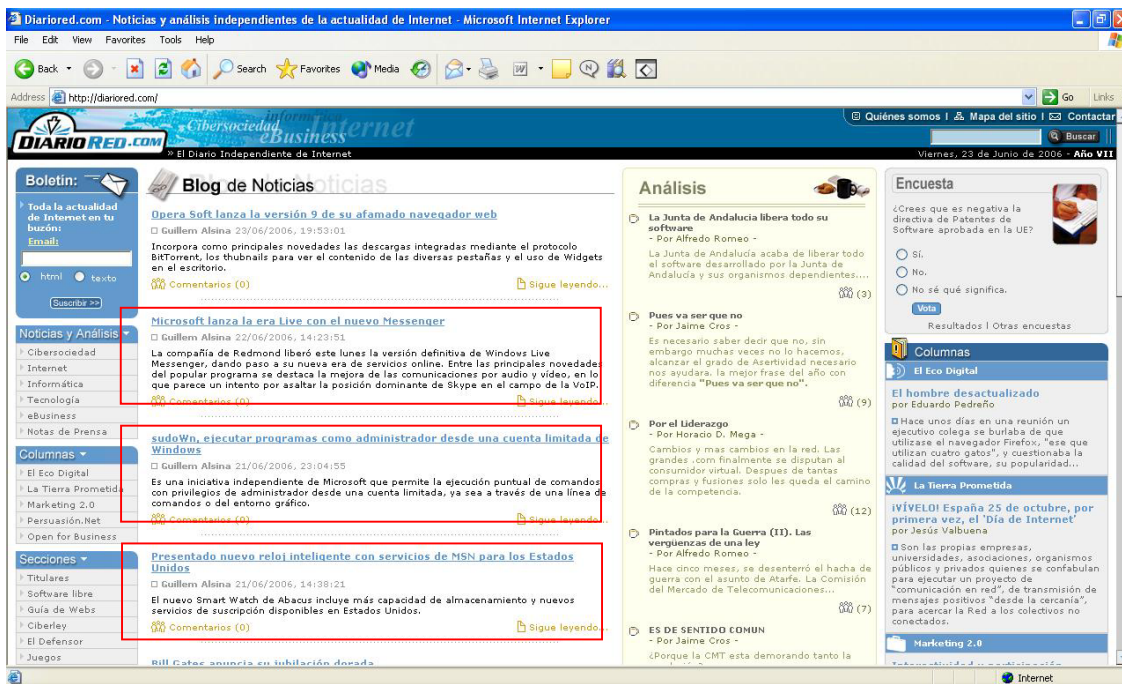 Diariored.com - Noticias y análisis independientes de la actualidad de Internet - Microsoft Internet Explorer
File Edit View Favorites Tools Help
Back Search Favorites Media
Address http://diariored.com/ Go Links
informática
Cibersociedad
eBusiness
ernet
DIARIO RED.COM
» El Diario Independiente de Internet
Quiénes somos | Mapa del sitio | Contactar
Buscar
Viernes, 23 de Junio de 2006 - Año VII
Boletín:
Toda la actualidad
de Internet en tu
buzón:
Email:
html texto
Suscribir >>
Noticias y Análisis
Cibersociedad
Internet
Informática
Tecnología
eBusiness
Notas de Prensa
Columnas
El Eco Digital
La Tierra Prometida
Marketing 2.0
Persuasión.Net
Open for Business
Secciones
Titulares
Software libre
Guía de Webs
Ciberley
El Defensor
Juegos
Blog de Noticias
Opera Soft lanza la versión 9 de su afamado navegador web
Guillem Alsina 23/06/2006, 19:53:01
Incorpora como principales novedades las descargas integradas mediante el protocolo
BitTorrent, los thubnails para ver el contenido de las diversas pestañas y el uso de Widgets
en el escritorio.
Comentarios (0) Sigue leyendo...
Microsoft lanza la era Live con el nuevo Messenger
Guillem Alsina 22/06/2006, 14:23:51
La compañía de Redmond liberó este lunes la versión definitiva de Windows Live
Messenger, dando paso a su nueva era de servicios online. Entre las principales novedades
del popular programa se destaca la mejora de las comunicaciones por audio y vídeo, en lo
que parece un intento por asaltar la posición dominante de Skype en el campo de la VoIP.
Comentarios (0) Sigue leyendo...
sudoWn, ejecutar programas como administrador desde una cuenta limitada de
Windows
Guillem Alsina 21/06/2006, 23:04:55
Es una iniciativa independiente de Microsoft que permite la ejecución puntual de comandos
con privilegios de administrador desde una cuenta limitada, ya sea a través de una línea de
comandos o del entorno gráfico.
Comentarios (0) Sigue leyendo...
Presentado nuevo reloj inteligente con servicios de MSN para los Estados
Unidos
Guillem Alsina 21/06/2006, 14:38:21
El nuevo Smart Watch de Abacus incluye más capacidad de almacenamiento y nuevos
servicios de suscripción disponibles en Estados Unidos.
Comentarios (0) Sigue leyendo...
Bill Gates anuncia su jubilación dorada
Análisis
La Junta de Andalucia libera todo su
software
- Por Alfredo Romeo -
La Junta de Andalucía acaba de liberar todo
el software desarrollado por la Junta de
Andalucía y sus organismos dependientes....
(3)
Pues va ser que no
- Por Jaime Cros -
Es necesario saber decir que no, sin
embargo muchas veces no lo hacemos,
alcanzar el grado de Asertividad necesario
nos ayudara. la mejor frase del año con
diferencia "Pues va ser que no".
(9)
Por el Liderazgo
- Por Horacio D. Mega -
Cambios y mas cambios en la red. Las
grandes .com finalmente se disputan al
consumidor virtual. Despues de tantas
compras y fusiones solo les queda el camino
de la competencia.
(12)
Pintados para la Guerra (II). Las
vergüenzas de una ley
- Por Alfredo Romeo -
Hace cinco meses, se desenterró el hacha de
guerra con el asunto de Atarfe. La Comisión
del Mercado de Telecomunicaciones...
(7)
ES DE SENTIDO COMUN
- Por Jaime Cros -
¿Porque la CMT esta demorando tanto la
Encuesta
¿Crees que es negativa la
directiva de Patentes de
Software aprobada en la UE?
Sí.
No.
No sé qué significa.
Vota
Resultados | Otras encuestas
Columnas
El Eco Digital
El hombre desactualizado
por Eduardo Pedreño
Hace unos días en una reunión un
ejecutivo colega se burlaba de que
utilizase el navegador Firefox, "ese que
utilizan cuatro gatos", y cuestionaba la
calidad del software, su popularidad...
La Tierra Prometida
¡VÍVELO! España 25 de octubre, por
primera vez, el 'Día de Internet'
por Jesús Valbuena
Son las propias empresas,
universidades, asociaciones, organismos
públicos y privados quienes se confabulan
para ejecutar un proyecto de
"comunicación en red", de transmisión de
mensajes positivos "desde la cercanía",
para acercar la Red a los colectivos no
conectados.
Marketing 2.0
Internet